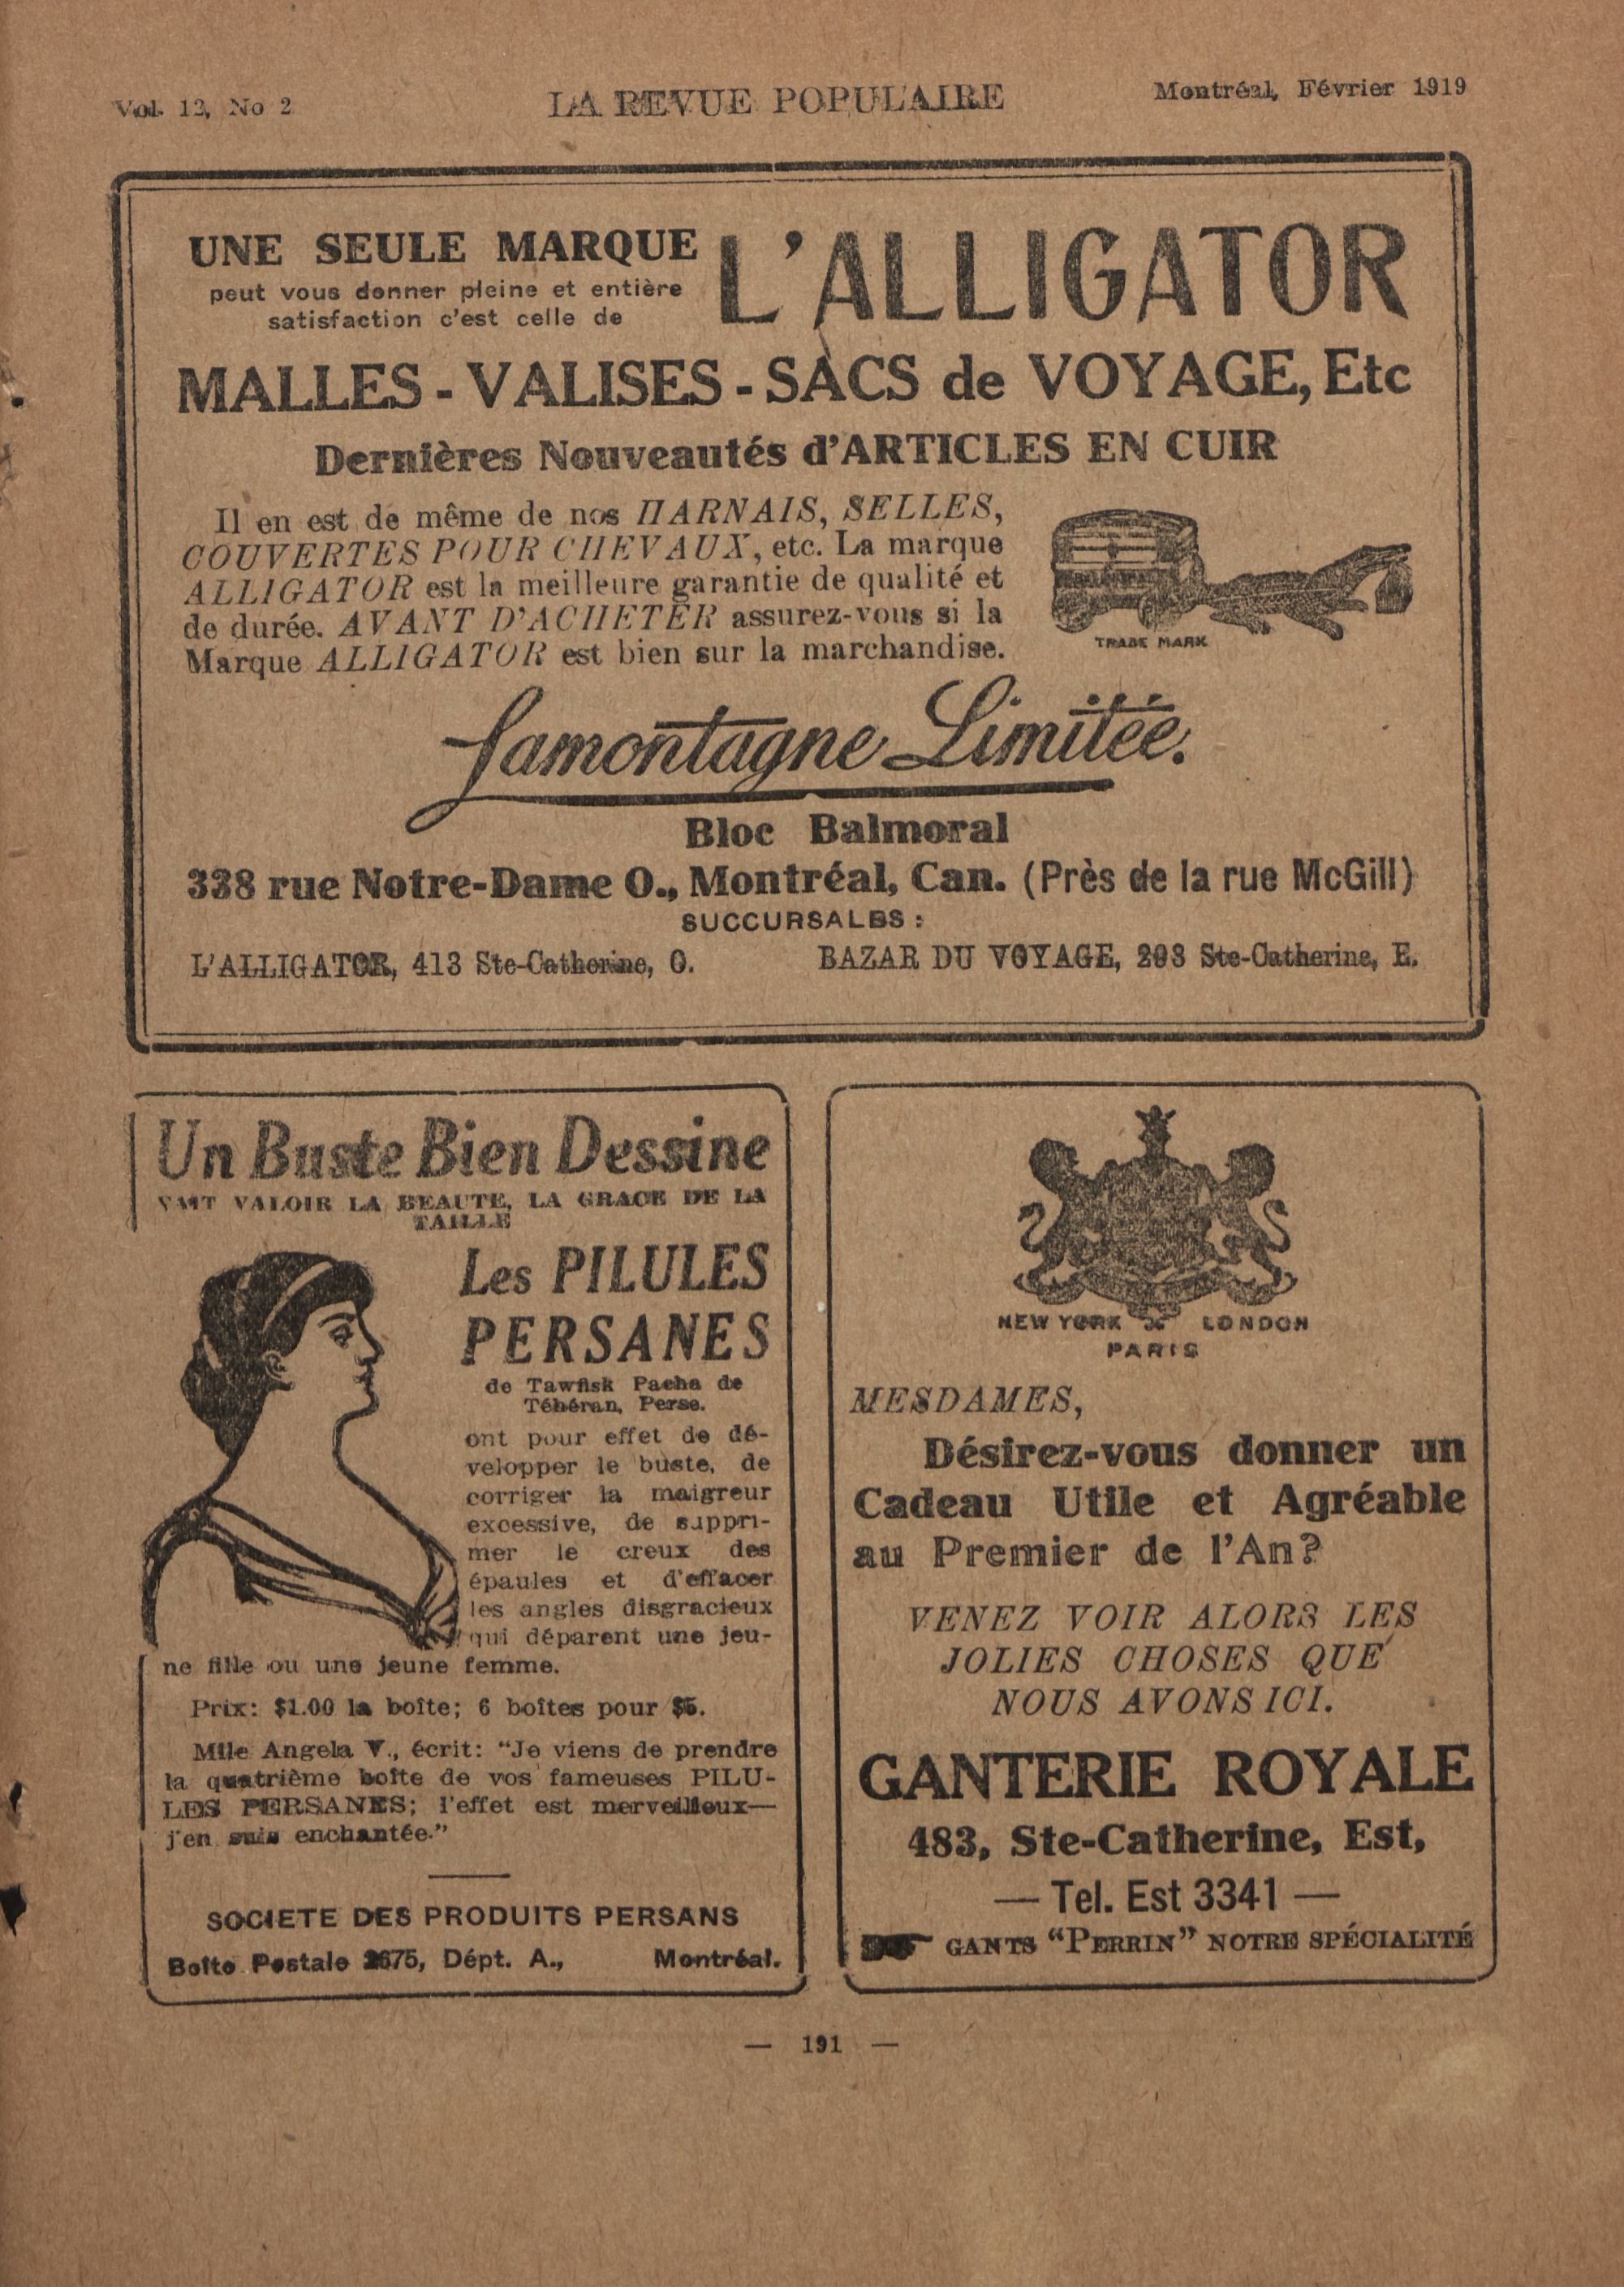 Vol. 12, No 2
LA REVUE POPULAIRE
Montréal, Février 1919
UNE SEULE MARQUE
peut vous donner pleine et entière
satisfaction c'est celle de
L'ALLIGATOR
MALLES - VALISES - SACS de VOYAGE, Etc
Dernières Nouveautés d'ARTICLES EN CUIR
Il en est de même de nos HARNAIS, SELLES,
COUVERTES POUR CHEVAUX, etc. La marque
ALLIGATOR est la meilleure garantie de qualité et
de durée. AVANT D'ACHETER assurez-vous si la
Marque ALLIGATOR est bien sur la marchandise.
TRADE MARK
Lamontagne Limitée.
Bloc Balmoral
338 rue Notre-Dame O., Montréal, Can. (Près de la rue McGill)
SUCCURSALES :
L'ALLIGATOR, 413 Ste-Catherine, O.
BAZAR DU VOYAGE, 203 Ste-Catherine, E.
Un Buste Bien Dessine
FAIT VALOIR LA BEAUTE, LA GRACE DE LA
TAILLE
Les PILULES
PERSANES
de Tawfisk Pacha de
Téhéran, Perse.
ont pour effet de dé-
velopper le buste, de
corriger la maigreur
excessive, de suppri-
mer le creux des
épaules et d'effacer
les angles disgracieux
qui déparent une jeu-
ne fille ou une jeune femme.
Prix: $1.00 la boîte; 6 boîtes pour $5.
Mlle Angela V., écrit: "Je viens de prendre
la quatrième boîte de vos fameuses PILU-
LES PERSANES; l'effet est merveilleux—
j'en suis enchantée."
SOCIETE DES PRODUITS PERSANS
Boîte Postale 2675, Dépt. A., Montréal.
NEW YORK & LONDON
PARIS
MESDAMES,
Désirez-vous donner un
Cadeau Utile et Agréable
au Premier de l'An?
VENEZ VOIR ALORS LES
JOLIES CHOSES QUE
NOUS AVONS ICI.
GANTERIE ROYALE
483, Ste-Catherine, Est,
— Tel. Est 3341 —
GANTS "PERRIN" NOTRE SPÉCIALITÉ
— 191 —